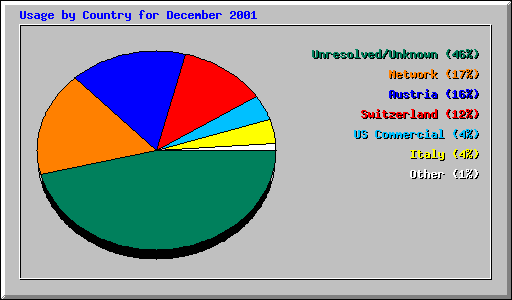 Usage by Country for December 2001
Unresolved/Unknown (46%)
Network (17%)
Austria (16%)
Switzerland (12%)
US Commercial (4%)
Italy (4%)
Other (1%)